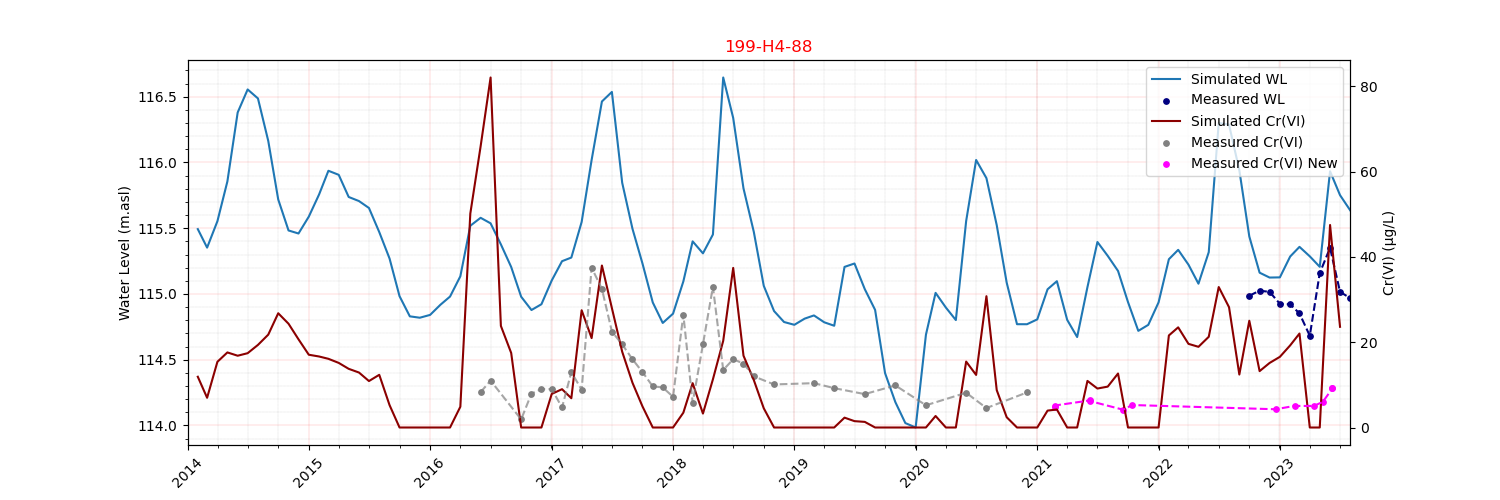 199-H4-88
Simulated WL
Measured WL
Simulated Cr(VI)
Measured Cr(VI)
Measured Cr(VI) New
Water Level (m.asl)
116.5
116.0
115.5
115.0
114.5
114.0
80
60
40
20
0
Cr(VI) (µg/L)
2014
2015
2016
2017
2018
2019
2020
2021
2022
2023